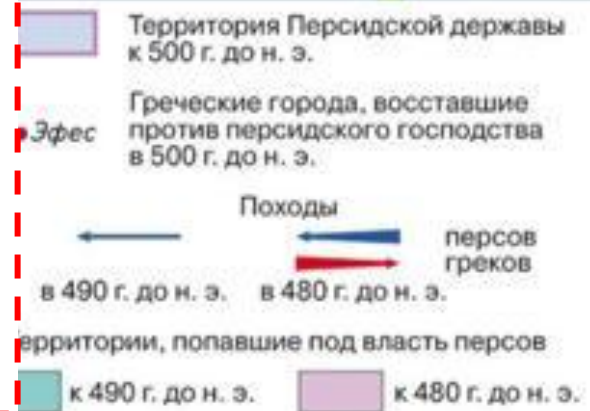 Территория Персидской державы
к 500 г. до н. э.
Эфес
Греческие города, восставшие
против персидского господства
в 500 г. до н. э.
Походы
персов
греков
в 490 г. до н. э. в 480 г. до н. э.
ерритории, попавшие под власть персов
к 490 г. до н. э. к 480 г. до н. э.